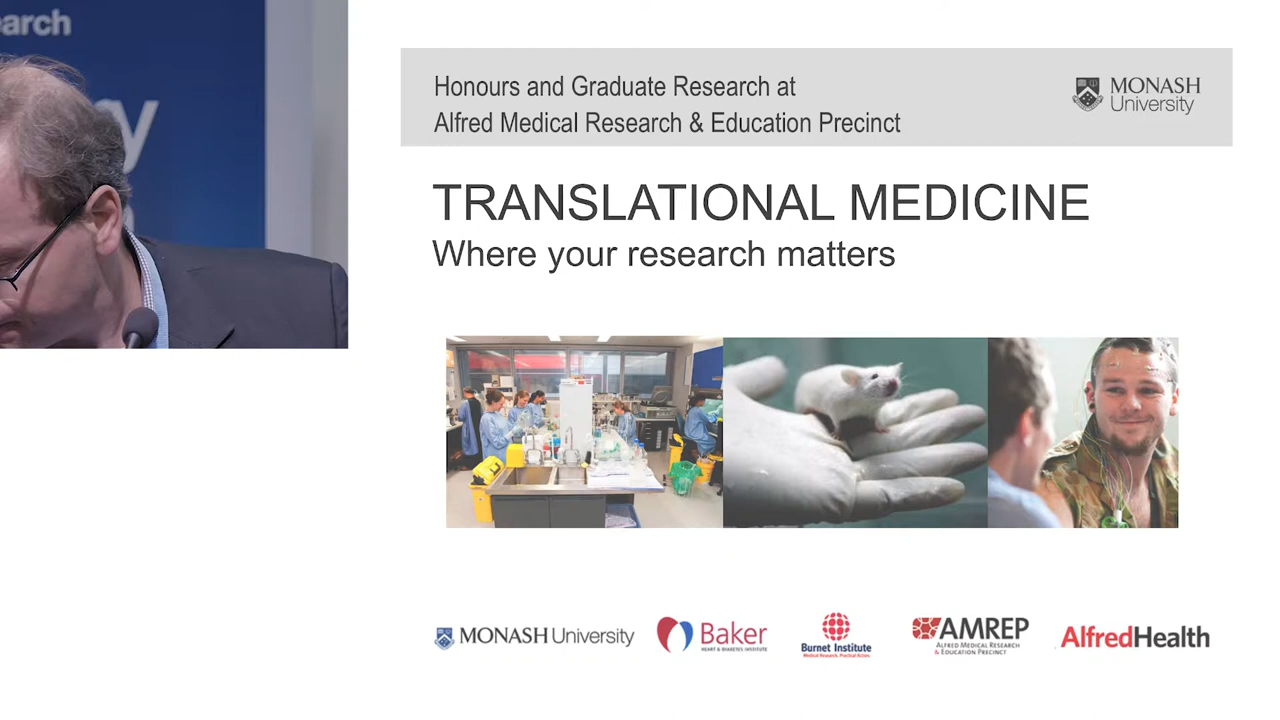 earch
Honours and Graduate Research at
Alfred Medical Research & Education Precinct
MONASH
University
TRANSLATIONAL MEDICINE
Where your research matters
MONASH University
Baker
HEART & DIABETES INSTITUTE
Burnet Institute
Medical Research. Practical Action.
AMREP
ALFRED MEDICAL RESEARCH
& EDUCATION PRECINCT
AlfredHealth